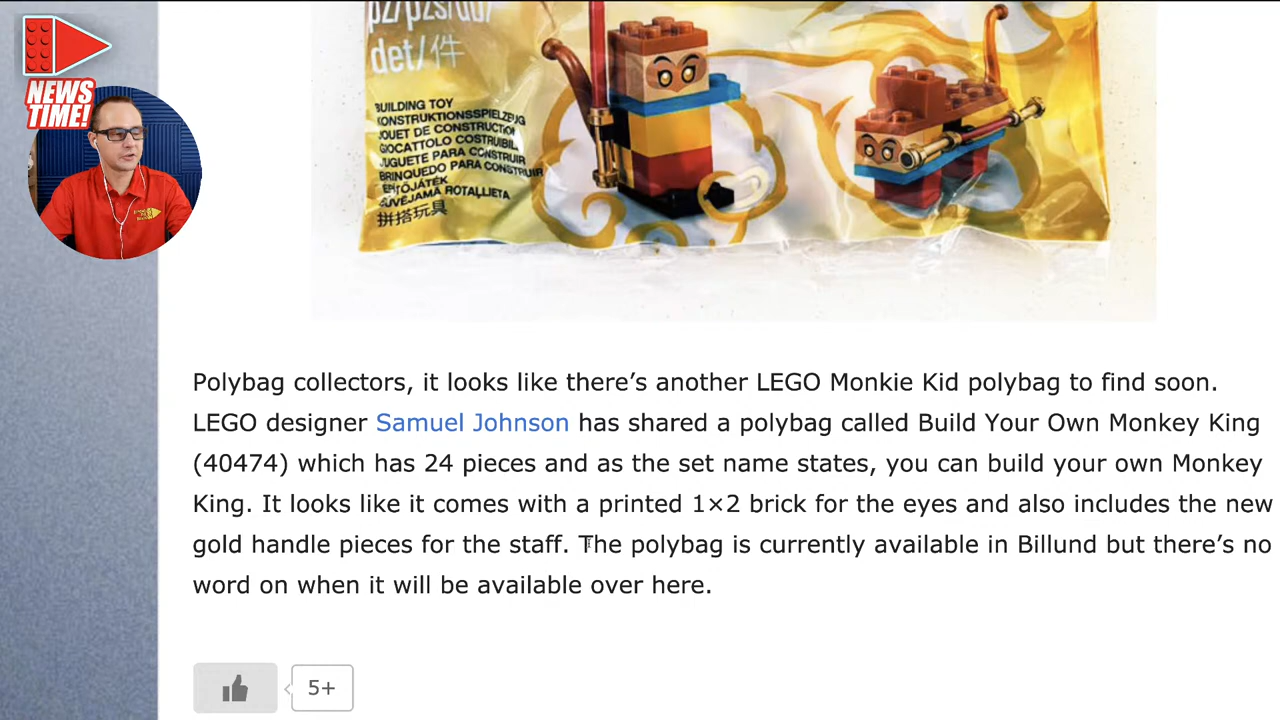 NEWS
TIME!
det/件
BUILDING TOY
KONSTRUKTIONSSPIELZEUG
JOUET DE CONSTRUCTION
GIOCATTOLO COSTRUIBILE
JUGUETE PARA CONSTRUIR
BRINQUEDO PARA CONSTRUIR
ÉPÍTŐJÁTÉK
BŪVĒJAMĀ ROTAĻLIETA
拼搭玩具
Polybag collectors, it looks like there’s another LEGO Monkie Kid polybag to find soon.
LEGO designer Samuel Johnson has shared a polybag called Build Your Own Monkey King
(40474) which has 24 pieces and as the set name states, you can build your own Monkey
King. It looks like it comes with a printed 1×2 brick for the eyes and also includes the new
gold handle pieces for the staff. The polybag is currently available in Billund but there’s no
word on when it will be available over here.
5+